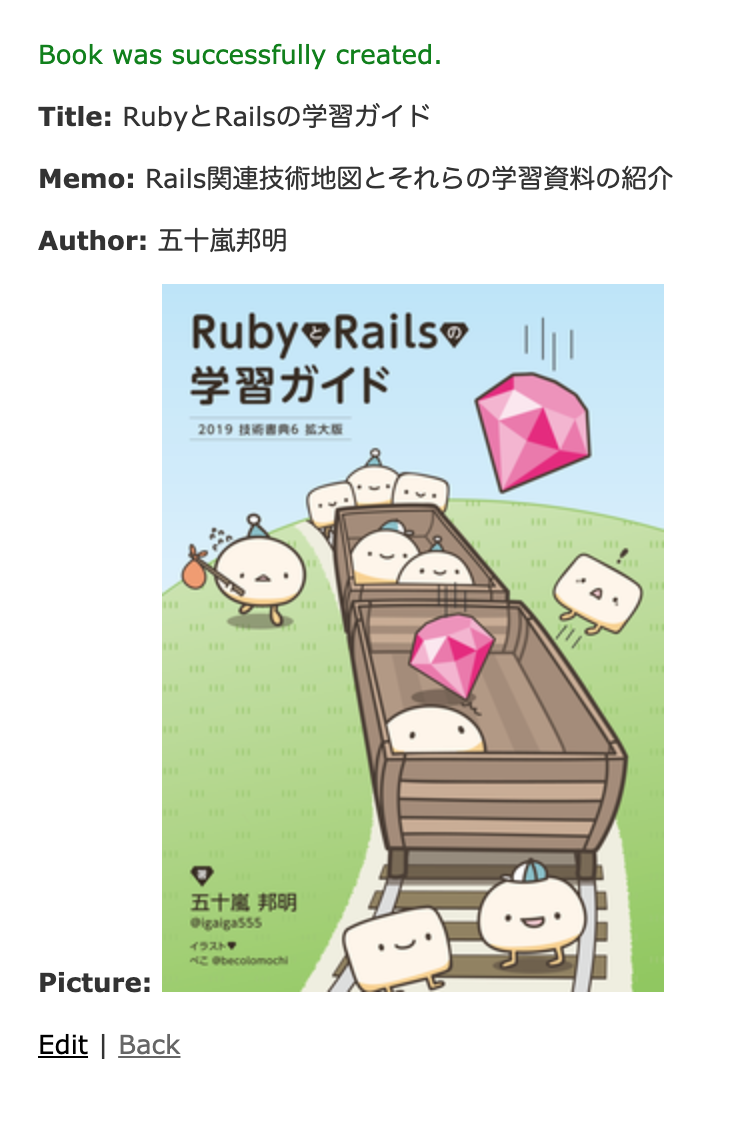 Book was successfully created.
Title: RubyとRailsの学習ガイド
Memo: Rails関連技術地図とそれらの学習資料の紹介
Author: 五十嵐邦明
RubyとRailsの
学習ガイド
2019 技術書典6 拡大版
!
著
五十嵐 邦明
@igaiga555
イラスト♥
ぺこ @becolomochi
Picture:
Edit | Back